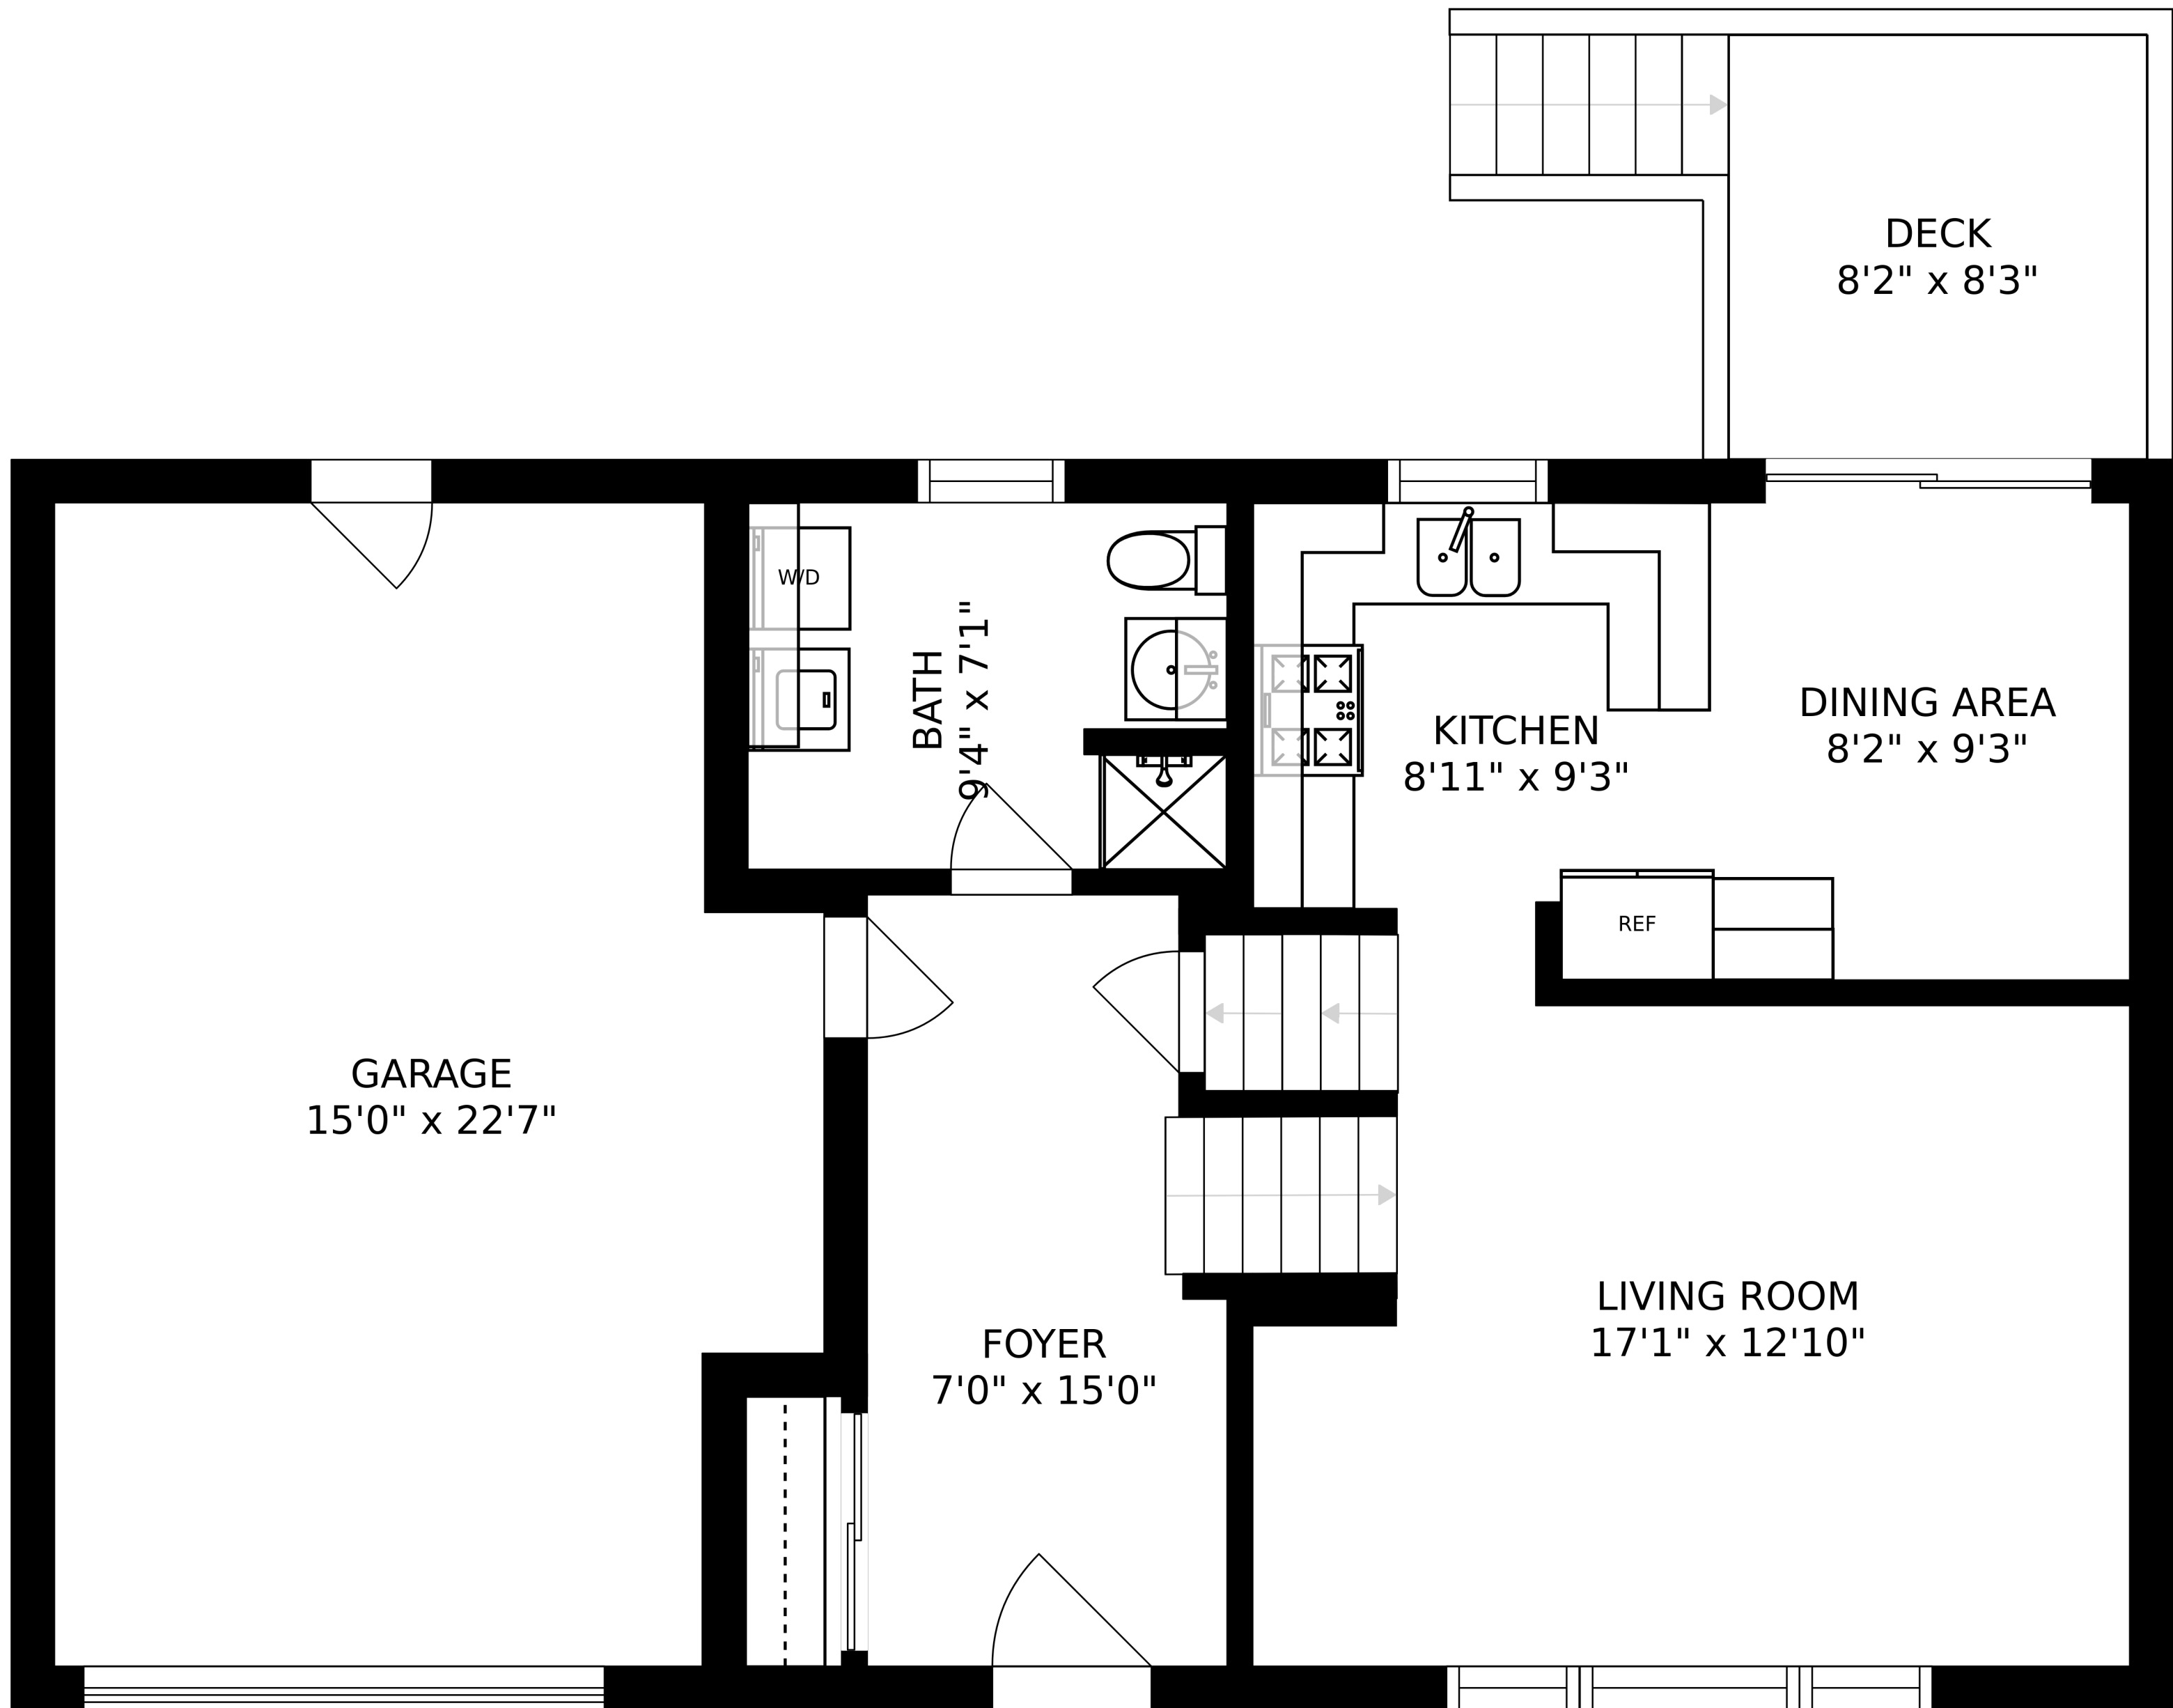 DECK
8'2" x 8'3"
W/D
BATH
9'4" x 7'1"
KITCHEN
8'11" x 9'3"
DINING AREA
8'2" x 9'3"
REF
GARAGE
15'0" x 22'7"
FOYER
7'0" x 15'0"
LIVING ROOM
17'1" x 12'10"